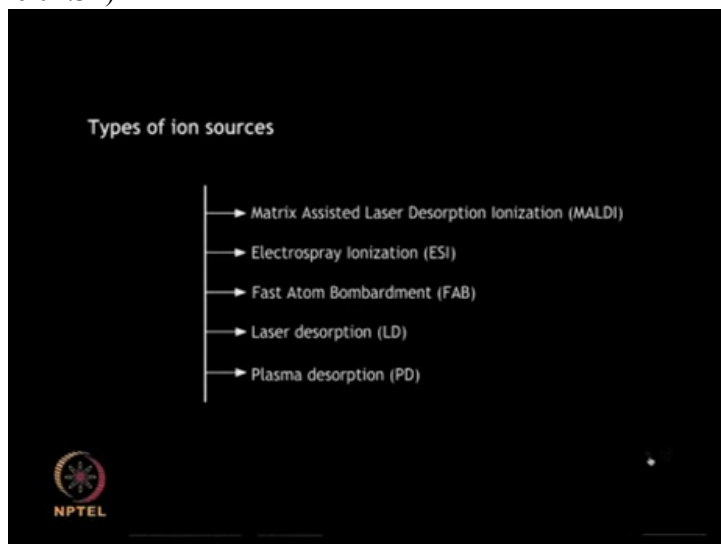 Types of ion sources
Matrix Assisted Laser Desorption Ionization (MALDI)
Electrospray Ionization (ESI)
Fast Atom Bombardment (FAB)
Laser desorption (LD)
Plasma desorption (PD)
NPTEL